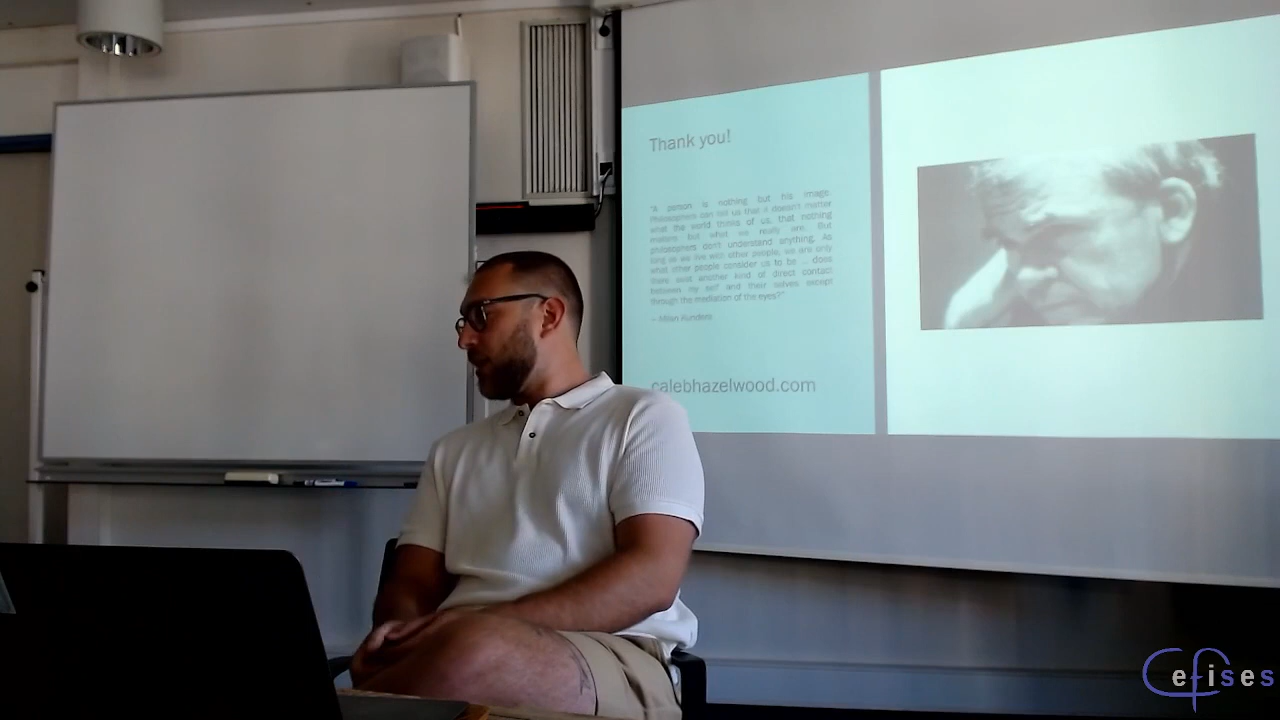 Thank you!
"A person is nothing but his image.
Philosophers can tell us that it doesn't matter
what the world thinks of us, that nothing
matters but what we really are. But
philosophers don't understand anything. As
long as we live with other people, we are only
what other people consider us to be ... does
there exist another kind of direct contact
between my self and their selves except
through the mediation of the eyes?"
— Milan Kundera
calebhazelwood.com
Cefises